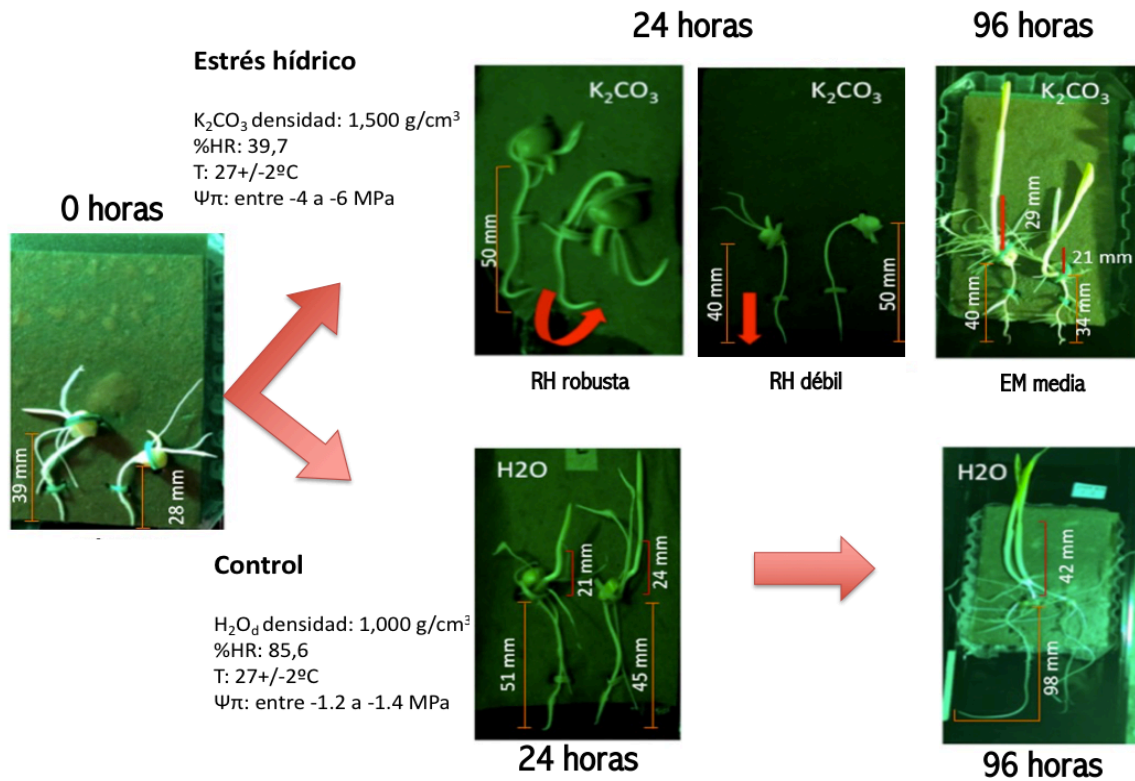 24 horas
96 horas
Estrés hídrico
K₂CO₃ densidad: 1,500 g/cm³
%HR: 39,7
T: 27+/-2ºC
Ψπ: entre -4 a -6 MPa
0 horas
39 mm
28 mm
K₂CO₃
50 mm
RH robusta
K₂CO₃
40 mm
50 mm
RH débil
K₂CO₃
29 mm
21 mm
40 mm
34 mm
EM media
Control
H₂O_d densidad: 1,000 g/cm³
%HR: 85,6
T: 27+/-2ºC
Ψπ: entre -1.2 a -1.4 MPa
H2O
21 mm
24 mm
51 mm
45 mm
24 horas
H2O
42 mm
98 mm
96 horas